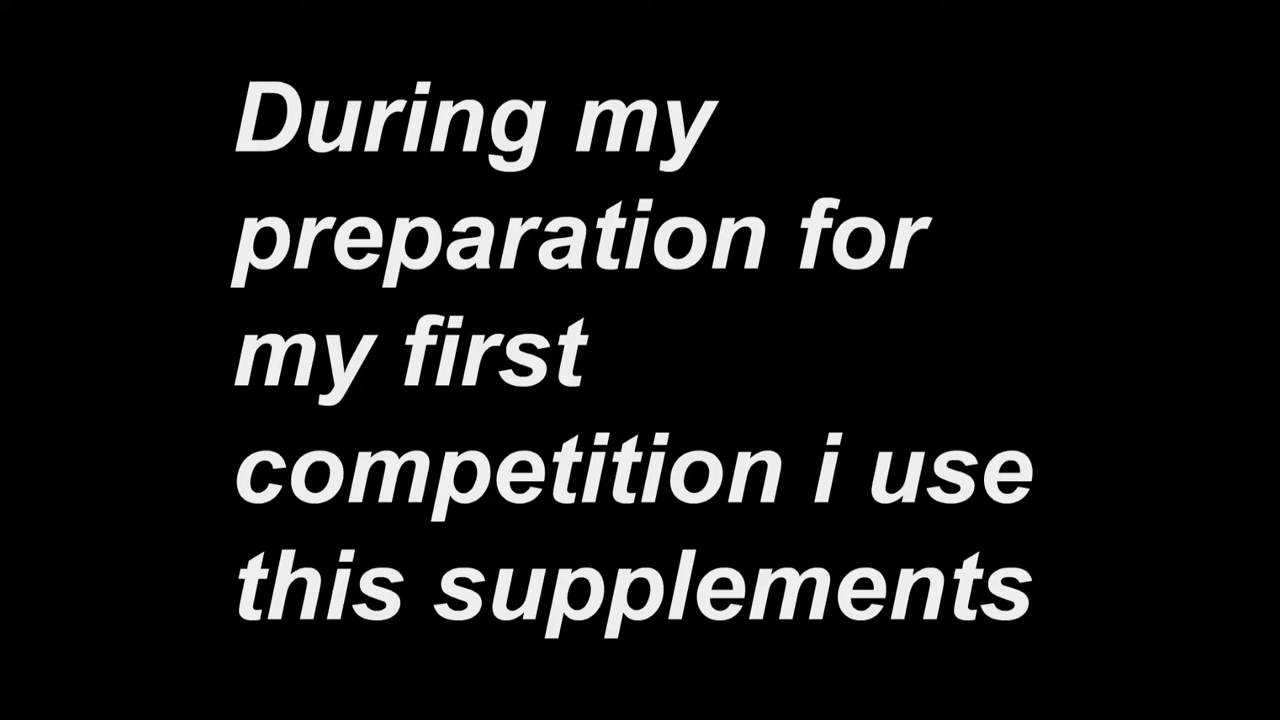 During my
preparation for
my first
competition i use
this supplements